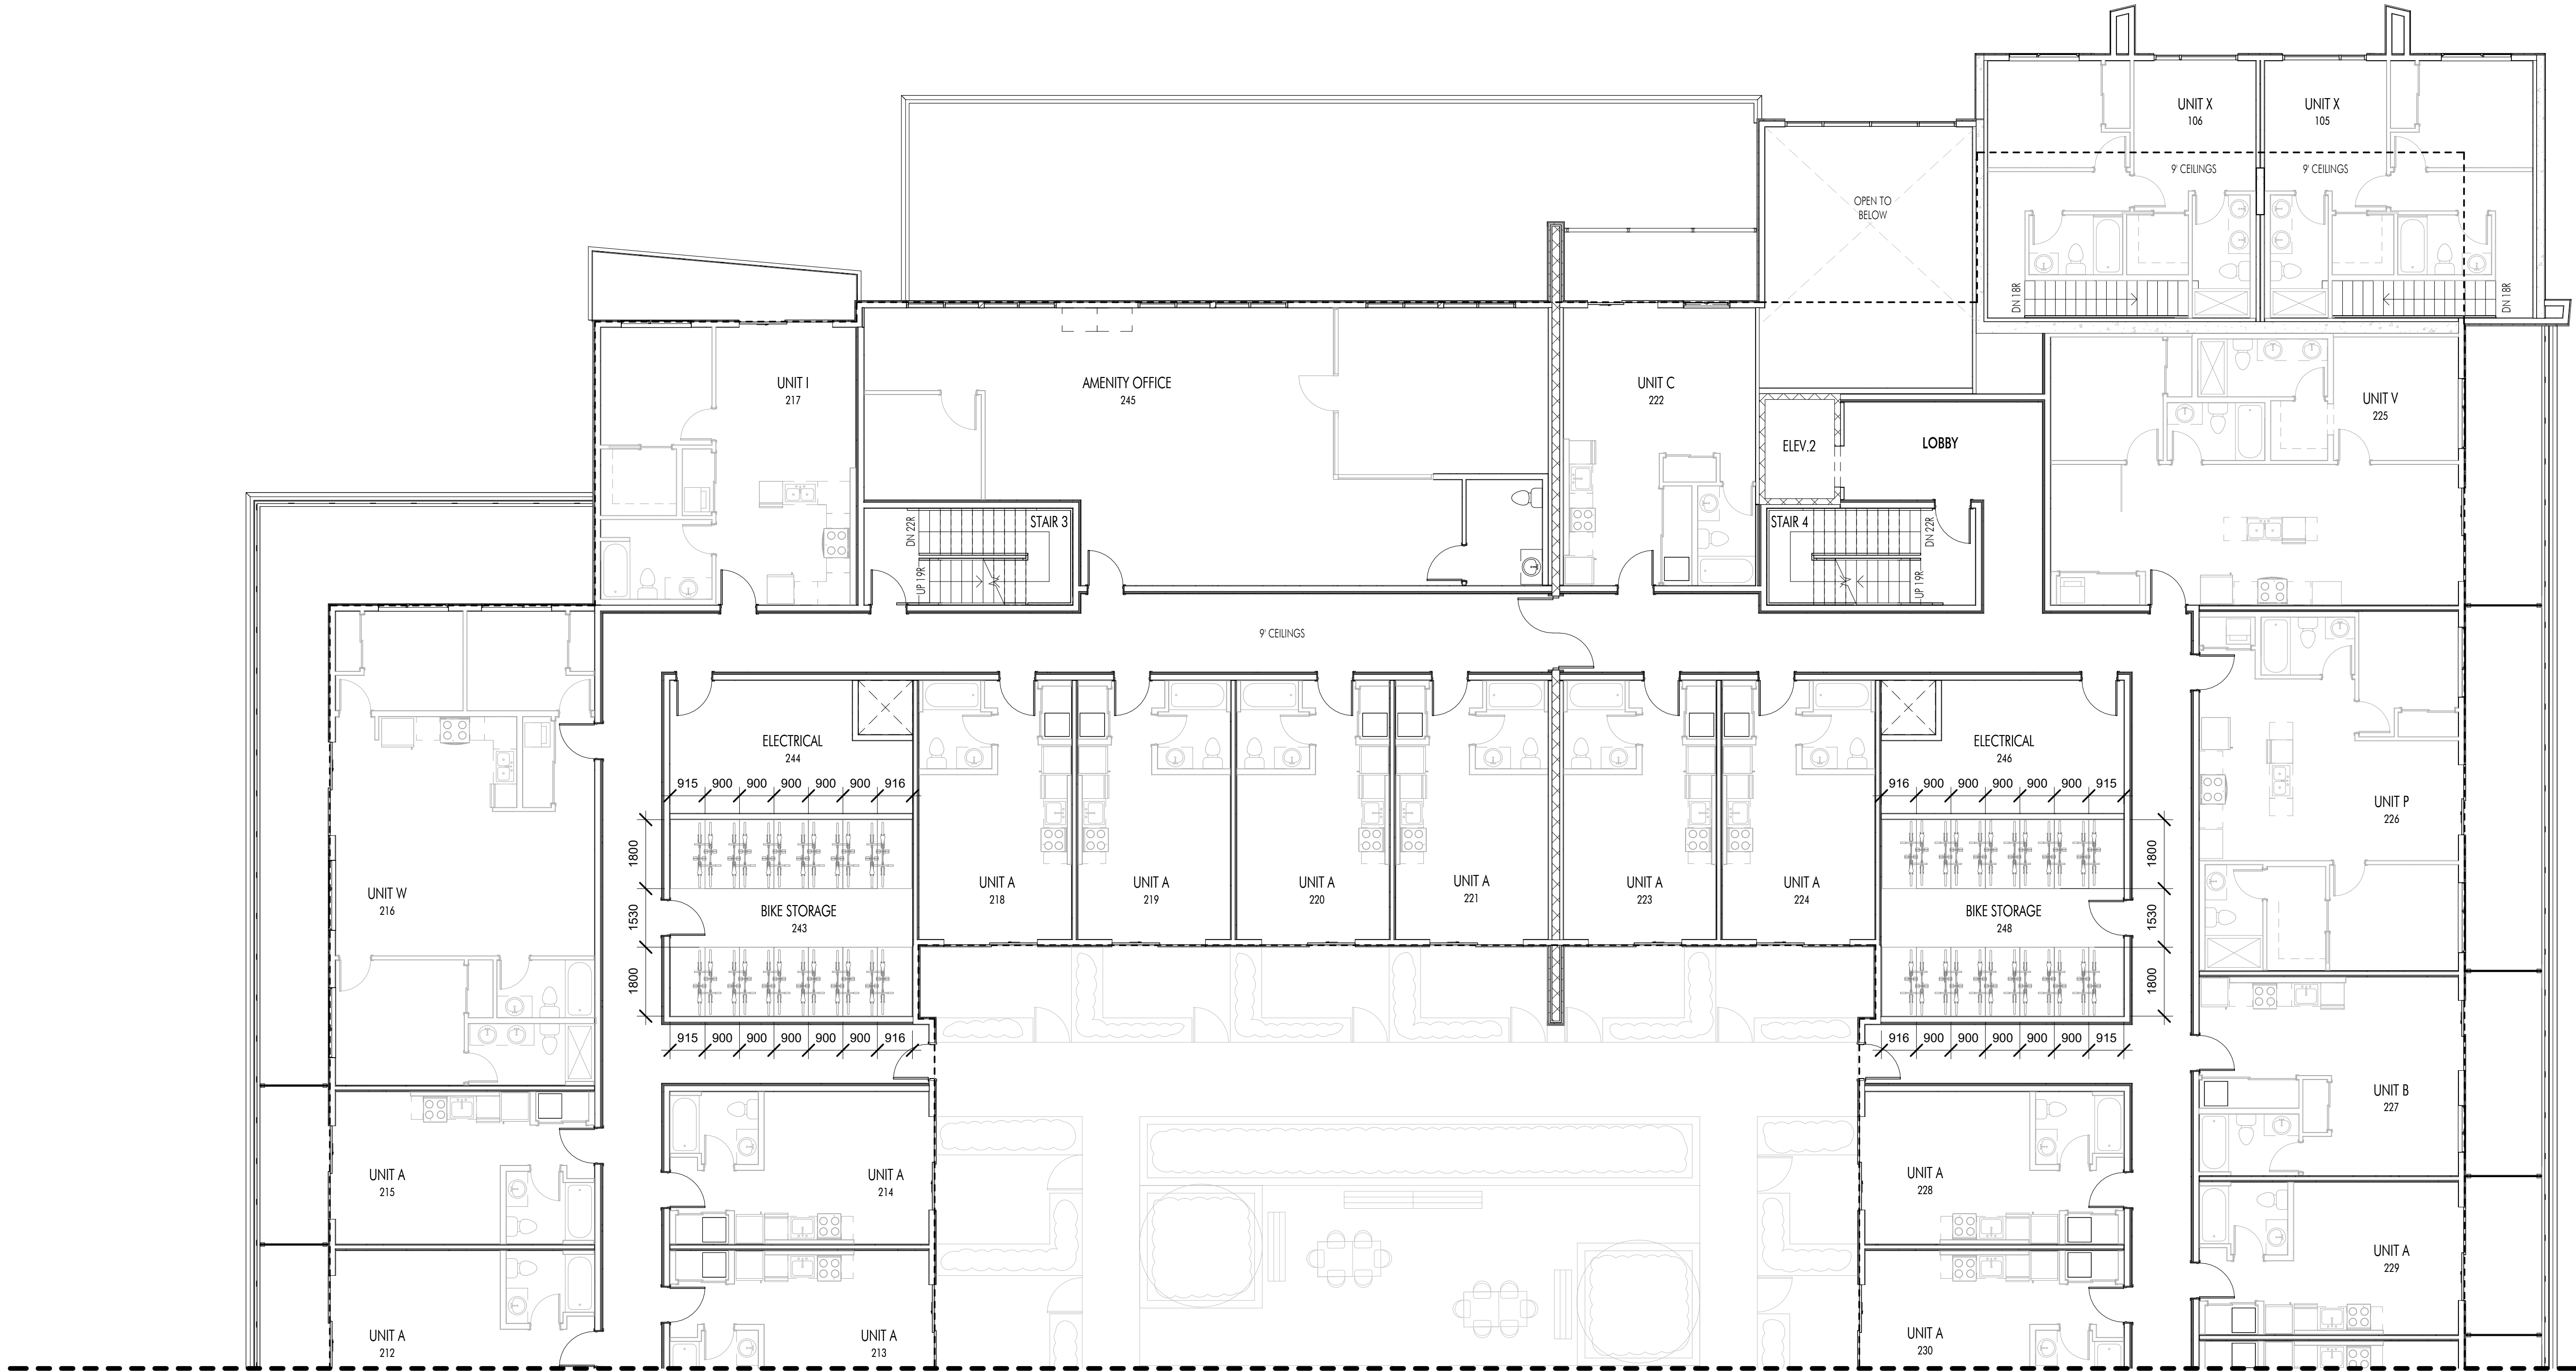 UNIT X
106
UNIT X
105
9' CEILINGS
9' CEILINGS
OPEN TO
BELOW
DN 18R
DN 18R
UNIT I
217
AMENITY OFFICE
245
UNIT C
222
UNIT V
225
ELEV.2
LOBBY
STAIR 3
DN 22R
UP 19R
STAIR 4
DN 22R
UP 19R
9' CEILINGS
ELECTRICAL
244
915 900 900 900 900 900 916
ELECTRICAL
246
916 900 900 900 900 900 915
UNIT P
226
1800
1530
1800
BIKE STORAGE
243
915 900 900 900 900 900 916
UNIT W
216
UNIT A
218
UNIT A
219
UNIT A
220
UNIT A
221
UNIT A
223
UNIT A
224
BIKE STORAGE
248
1800
1530
1800
916 900 900 900 900 900 915
UNIT B
227
UNIT A
215
UNIT A
214
UNIT A
228
UNIT A
229
UNIT A
212
UNIT A
213
UNIT A
230